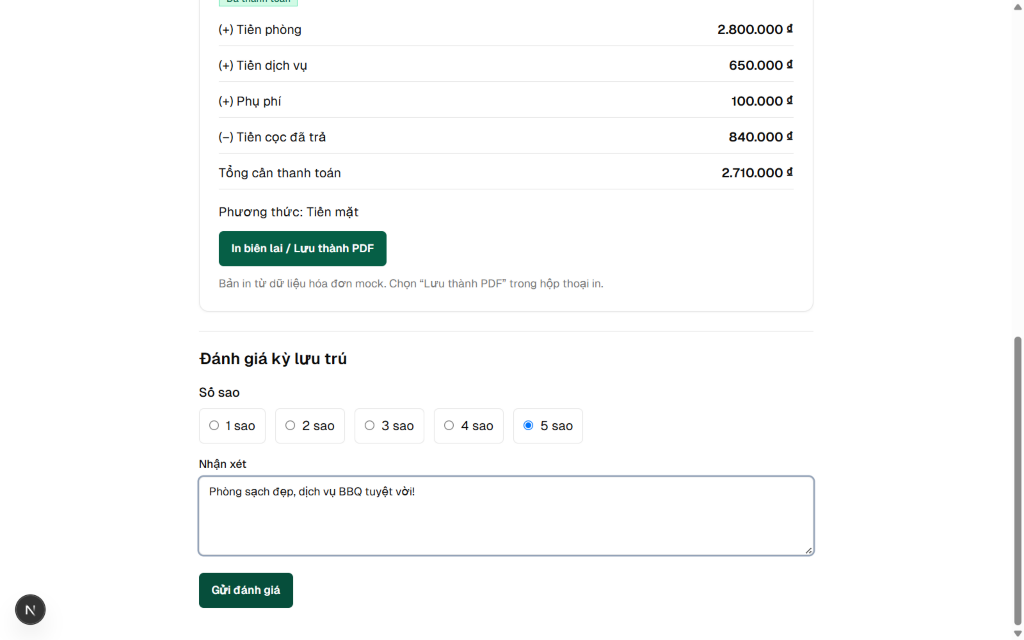 Đã thanh toán
(+) Tiền phòng 2.800.000 ₫
(+) Tiền dịch vụ 650.000 ₫
(+) Phụ phí 100.000 ₫
(−) Tiền cọc đã trả 840.000 ₫
Tổng cần thanh toán 2.710.000 ₫
Phương thức: Tiền mặt
In biên lai / Lưu thành PDF
Bản in từ dữ liệu hóa đơn mock. Chọn “Lưu thành PDF” trong hộp thoại in.
Đánh giá kỳ lưu trú
Số sao
1 sao 2 sao 3 sao 4 sao 5 sao
Nhận xét
Phòng sạch đẹp, dịch vụ BBQ tuyệt vời!
Gửi đánh giá
N